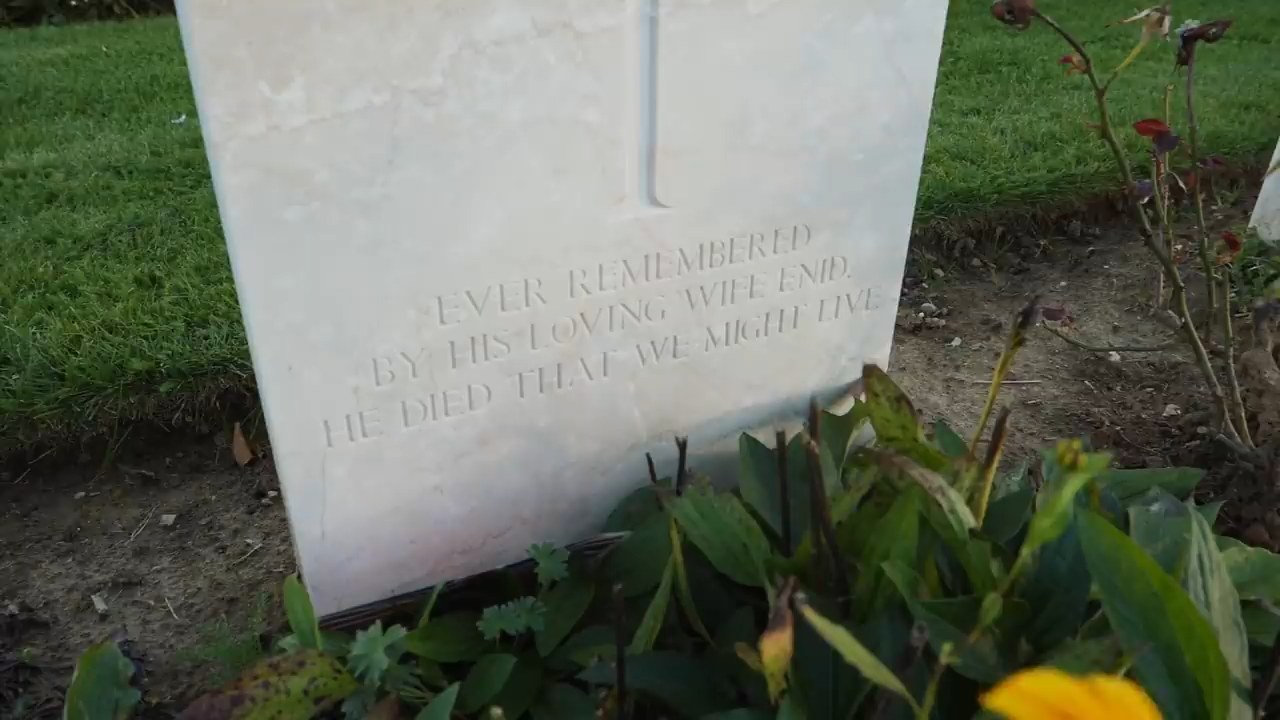 EVER REMEMBERED
BY HIS LOVING WIFE ENID.
HE DIED THAT WE MIGHT LIVE